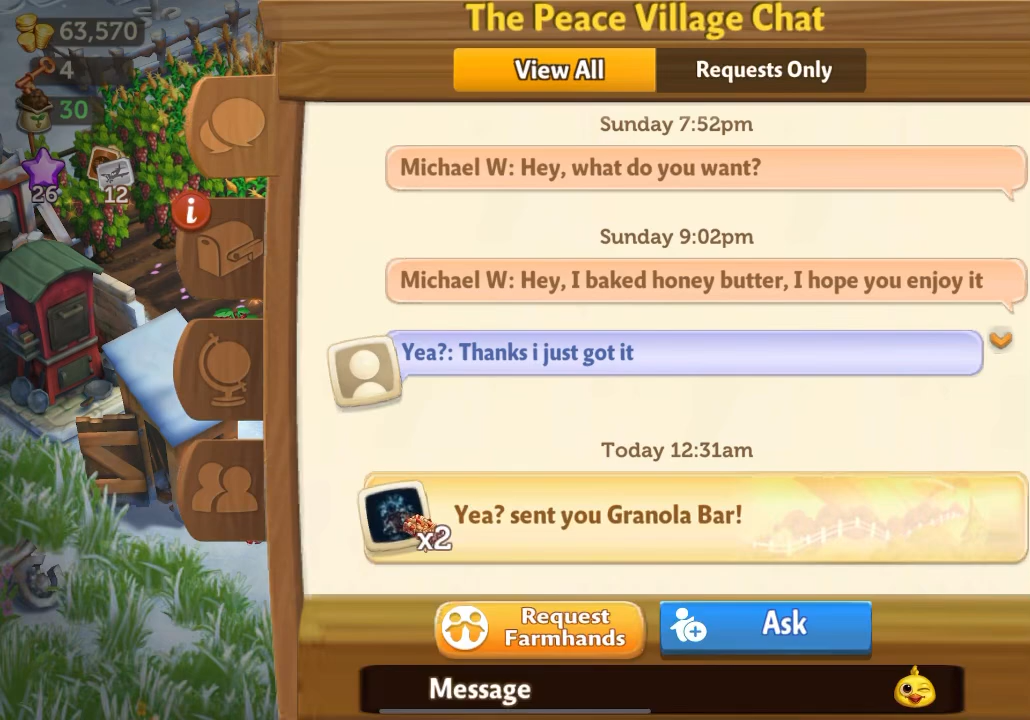 The Peace Village Chat
63,570
4
30
26
12
i
View All
Requests Only
Sunday 7:52pm
Michael W: Hey, what do you want?
Sunday 9:02pm
Michael W: Hey, I baked honey butter, I hope you enjoy it
Yea?: Thanks i just got it
Today 12:31am
x2
Yea? sent you Granola Bar!
Request
Farmhands
Ask
Message